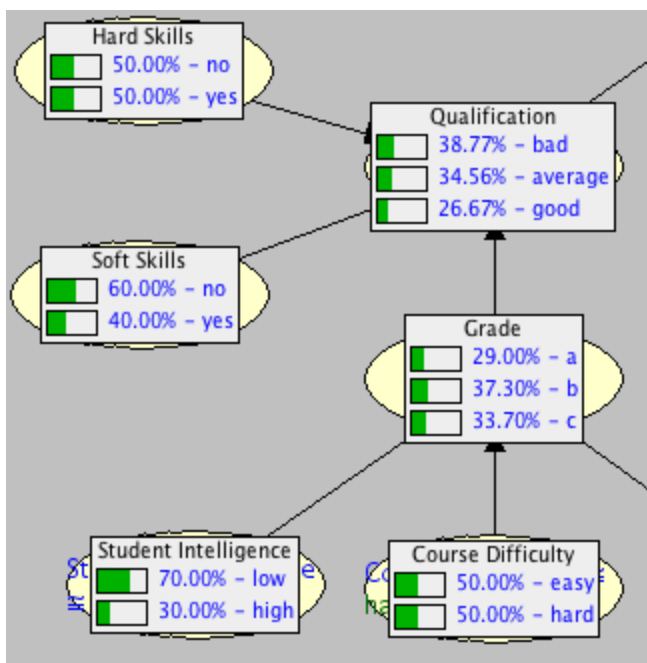 Hard Skills
50.00% – no
50.00% – yes
Qualification
38.77% – bad
34.56% – average
26.67% – good
Soft Skills
60.00% – no
40.00% – yes
Grade
29.00% – a
37.30% – b
33.70% – c
Student Intelligence
70.00% – low
30.00% – high
Course Difficulty
50.00% – easy
50.00% – hard